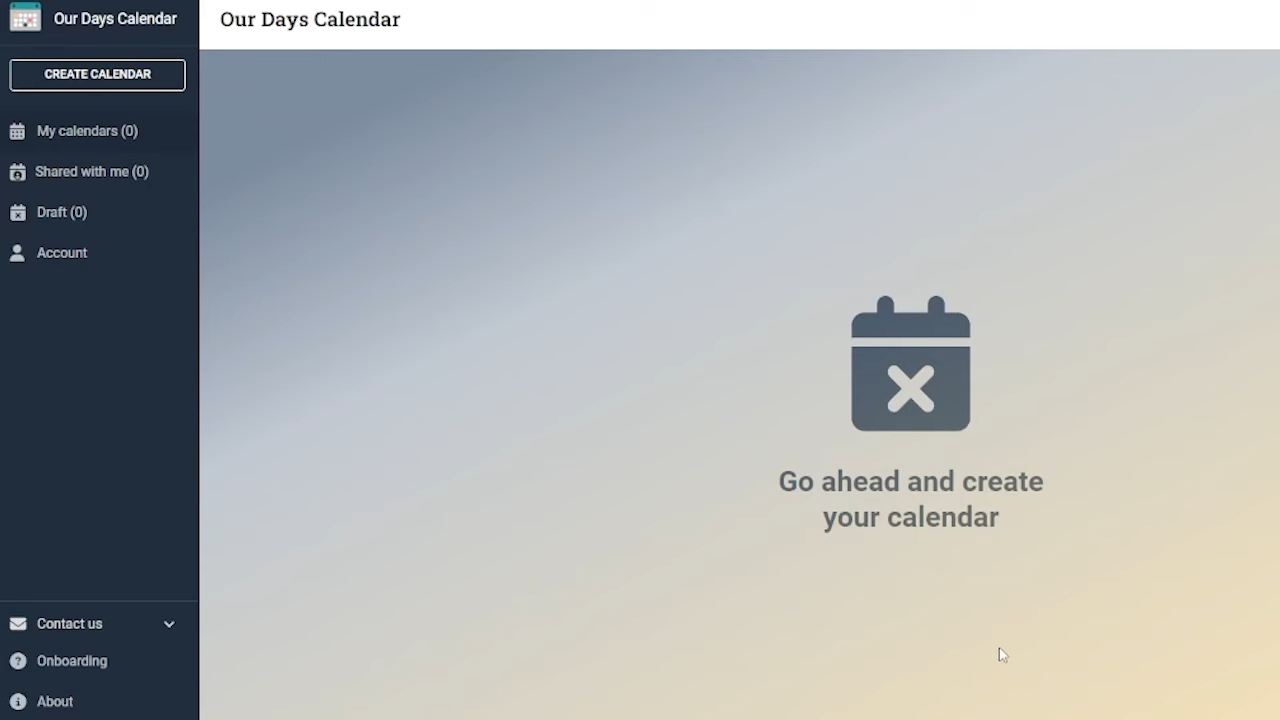 Our Days Calendar
Our Days Calendar
CREATE CALENDAR
My calendars (0)
Shared with me (0)
Draft (0)
Account
Go ahead and create
your calendar
Contact us
Onboarding
About